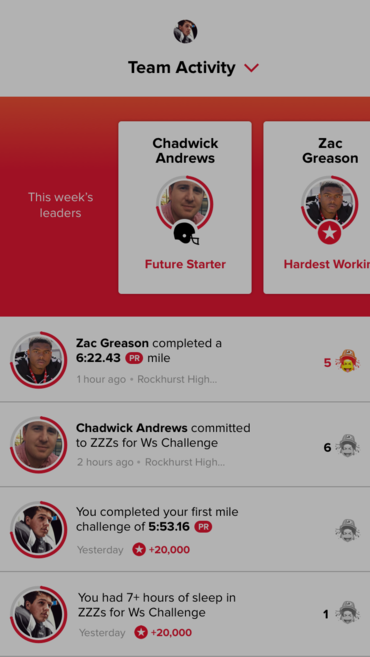 Team Activity
This week's
leaders
Chadwick
Andrews
Future Starter
Zac
Greason
Hardest Workin
Zac Greason completed a
6:22.43 PR mile
1 hour ago • Rockhurst High...
5
Chadwick Andrews committed
to ZZZs for Ws Challenge
2 hours ago • Rockhurst High...
6
You completed your first mile
challenge of 5:53.16 PR
Yesterday +20,000
You had 7+ hours of sleep in
ZZZs for Ws Challenge
Yesterday +20,000
1